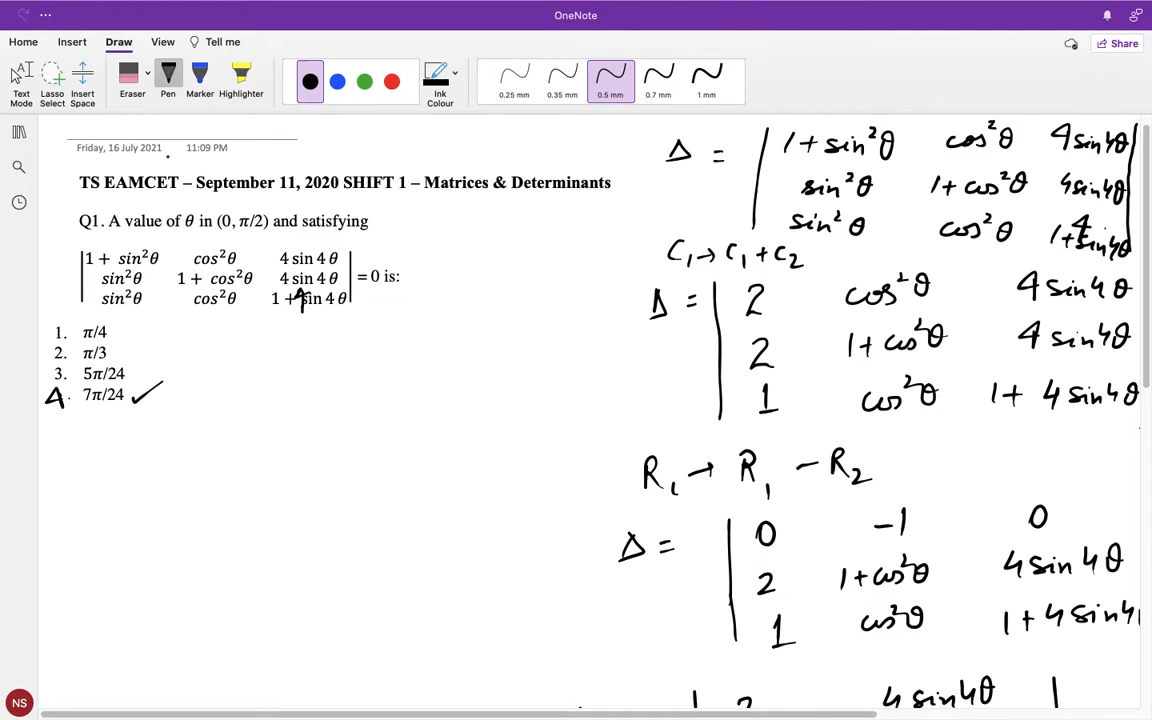 OneNote
Home Insert Draw View Tell me
Share
Text Mode
Lasso Select
Insert Space
Eraser
Pen
Marker
Highlighter
Ink Colour
0.25 mm
0.35 mm
0.5 mm
0.7 mm
1 mm
Friday, 16 July 2021 11:09 PM
TS EAMCET – September 11, 2020 SHIFT 1 – Matrices & Determinants
Q1. A value of θ in (0, π/2) and satisfying
|1 + sin²θ cos²θ 4 sin 4θ|
|sin²θ 1 + cos²θ 4 sin 4θ| = 0 is:
|sin²θ cos²θ 1 + 4 sin 4θ|
1. π/4
2. π/3
3. 5π/24
4. 7π/24 ✓
Δ = | 1 + sin²θ cos²θ 4sin4θ |
sin²θ 1 + cos²θ 4sin4θ
sin²θ cos²θ 1+4sin4θ
C₁ → C₁ + C₂
Δ = | 2 cos²θ 4 sin4θ
2 1 + cos²θ 4 sin4θ
1 cos²θ 1 + 4 sin4θ
R₁ → R₁ – R₂
Δ = | 0 –1 0
2 1 + cos²θ 4 sin 4θ
1 cos²θ 1 + 4 sin4
2 4 sin4θ |
NS